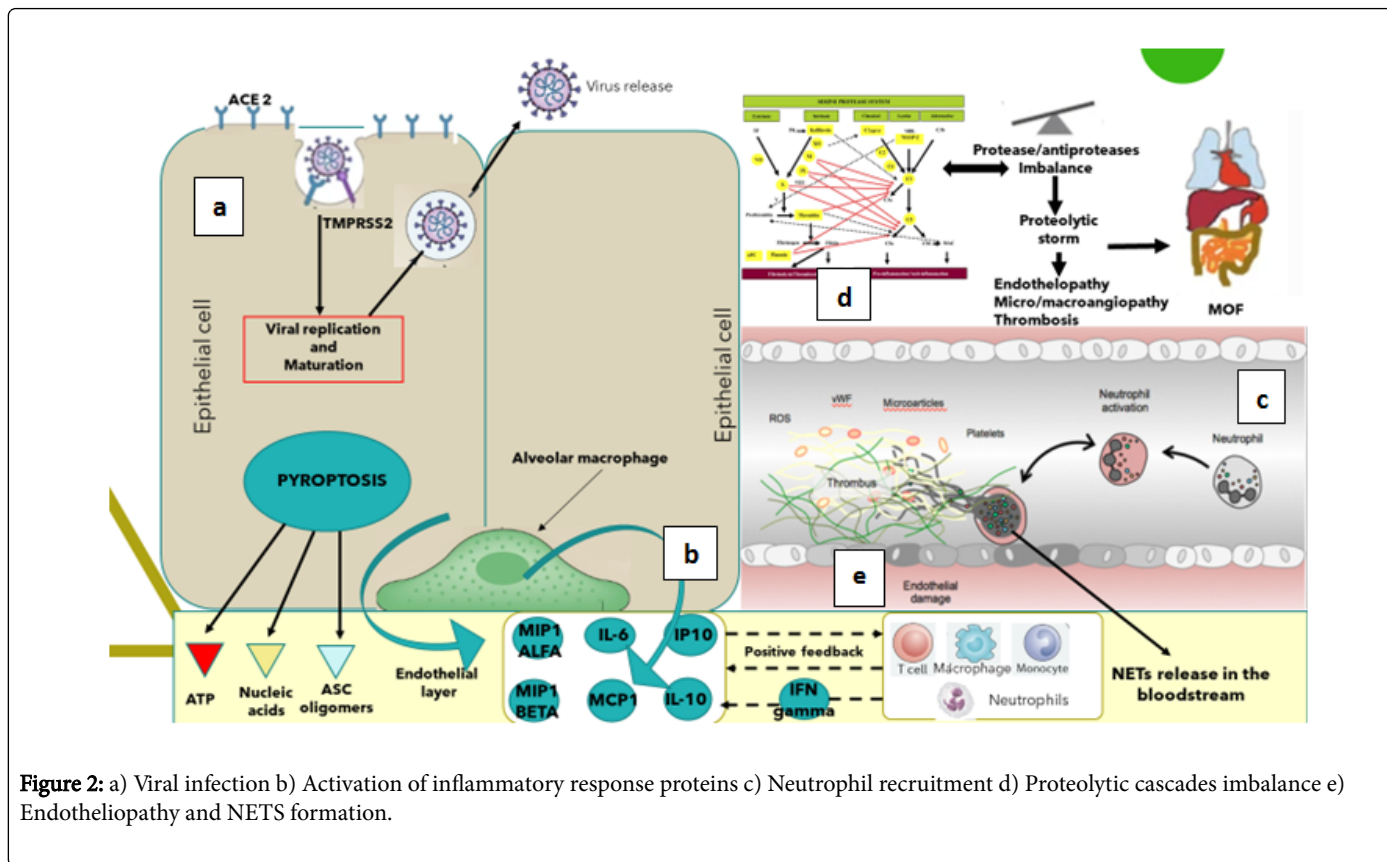 ACE 2
Virus release
a
TMPRSS2
Epithelial cell
Viral replication
and
Maturation
Epithelial cell
PYROPTOSIS
Alveolar macrophage
b
ATP
Nucleic
acids
ASC
oligomers
Endothelial
layer
MIP1
ALFA
IL-6
IP10
MIP1
BETA
MCP1
IL-10
Positive feedback
IFN
gamma
T cell
Macrophage
Monocyte
Neutrophils
NETs release in the
bloodstream
SERINE PROTEASE SYSTEM
d
Protease/antiproteases
Imbalance
Proteolytic
storm
Endothelopathy
Micro/macroangiopathy
Thrombosis
MOF
c
ROS
vWF
Microparticles
Platelets
Thrombus
Neutrophil
activation
Neutrophil
e
Endothelial
damage
Figure 2: a) Viral infection b) Activation of inflammatory response proteins c) Neutrophil recruitment d) Proteolytic cascades imbalance e)
Endotheliopathy and NETS formation.